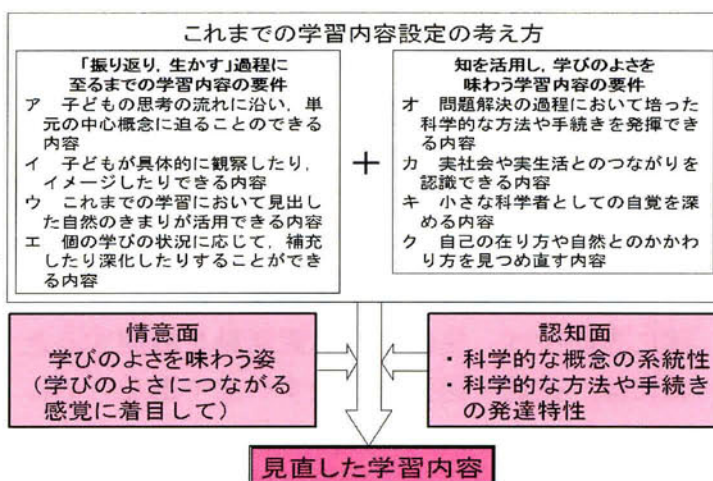 これまでの学習内容設定の考え方
「振り返り，生かす」過程に
至るまでの学習内容の要件
ア　子どもの思考の流れに沿い，単
元の中心概念に迫ることのできる
内容
イ　子どもが具体的に観察したり，
イメージしたりできる内容
ウ　これまでの学習において見出し
た自然のきまりが活用できる内容
エ　個の学びの状況に応じて，補充
したり深化したりすることができ
る内容
＋
知を活用し，学びのよさを
味わう学習内容の要件
オ　問題解決の過程において培った
科学的な方法や手続きを発揮でき
る内容
カ　実社会や実生活とのつながりを
認識できる内容
キ　小さな科学者としての自覚を深
める内容
ク　自己の在り方や自然とのかかわ
り方を見つめ直す内容
情意面
学びのよさを味わう姿
（学びのよさにつながる
感覚に着目して）
認知面
・科学的な概念の系統性
・科学的な方法や手続き
の発達特性
見直した学習内容